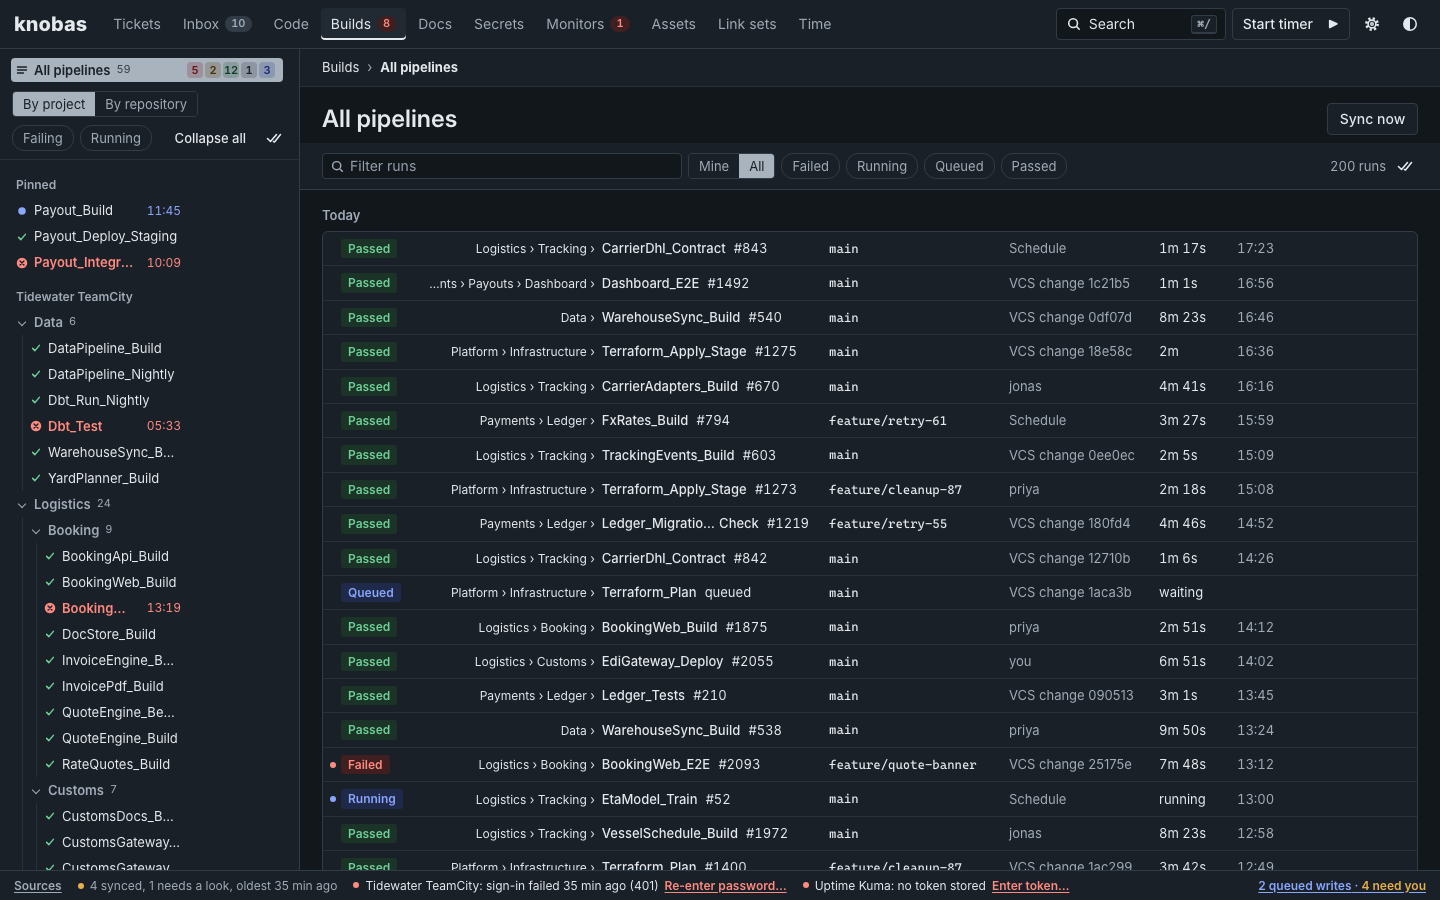 knobas Tickets Inbox 10 Code Builds 8 Docs Secrets Monitors 1 Assets Link sets Time Search ⌘/ Start timer
All pipelines 59 5 2 12 1 3
By project By repository
Failing Running Collapse all
Pinned
Payout_Build 11:45
Payout_Deploy_Staging
Payout_Integr... 10:09
Tidewater TeamCity
Data 6
DataPipeline_Build
DataPipeline_Nightly
Dbt_Run_Nightly
Dbt_Test 05:33
WarehouseSync_B...
YardPlanner_Build
Logistics 24
Booking 9
BookingApi_Build
BookingWeb_Build
Booking... 13:19
DocStore_Build
InvoiceEngine_B...
InvoicePdf_Build
QuoteEngine_Be...
QuoteEngine_Build
RateQuotes_Build
Customs 7
CustomsDocs_B...
CustomsGateway...
CustomsGateway
Builds › All pipelines
All pipelines Sync now
Filter runs Mine All Failed Running Queued Passed 200 runs
Today
Passed Logistics › Tracking › CarrierDhl_Contract #843 main Schedule 1m 17s 17:23
Passed ...nts › Payouts › Dashboard › Dashboard_E2E #1492 main VCS change 1c21b5 1m 1s 16:56
Passed Data › WarehouseSync_Build #540 main VCS change 0df07d 8m 23s 16:46
Passed Platform › Infrastructure › Terraform_Apply_Stage #1275 main VCS change 18e58c 2m 16:36
Passed Logistics › Tracking › CarrierAdapters_Build #670 main jonas 4m 41s 16:16
Passed Payments › Ledger › FxRates_Build #794 feature/retry-61 Schedule 3m 27s 15:59
Passed Logistics › Tracking › TrackingEvents_Build #603 main VCS change 0ee0ec 2m 5s 15:09
Passed Platform › Infrastructure › Terraform_Apply_Stage #1273 feature/cleanup-87 priya 2m 18s 15:08
Passed Payments › Ledger › Ledger_Migratio... Check #1219 feature/retry-55 VCS change 180fd4 4m 46s 14:52
Passed Logistics › Tracking › CarrierDhl_Contract #842 main VCS change 12710b 1m 6s 14:26
Queued Platform › Infrastructure › Terraform_Plan queued main VCS change 1aca3b waiting
Passed Logistics › Booking › BookingWeb_Build #1875 main priya 2m 51s 14:12
Passed Logistics › Customs › EdiGateway_Deploy #2055 main you 6m 51s 14:02
Passed Payments › Ledger › Ledger_Tests #210 main VCS change 090513 3m 1s 13:45
Passed Data › WarehouseSync_Build #538 main priya 9m 50s 13:24
Failed Logistics › Booking › BookingWeb_E2E #2093 feature/quote-banner VCS change 25175e 7m 48s 13:12
Running Logistics › Tracking › EtaModel_Train #52 main Schedule running 13:00
Passed Logistics › Tracking › VesselSchedule_Build #1972 main jonas 8m 23s 12:58
Passed Platform › Infrastructure › Terraform_Plan #1400 feature/cleanup-87 VCS change 1ac299 3m 42s 12:49
Sources 4 synced, 1 needs a look, oldest 35 min ago Tidewater TeamCity: sign-in failed 35 min ago (401) Re-enter password... Uptime Kuma: no token stored Enter token... 2 queued writes · 4 need you